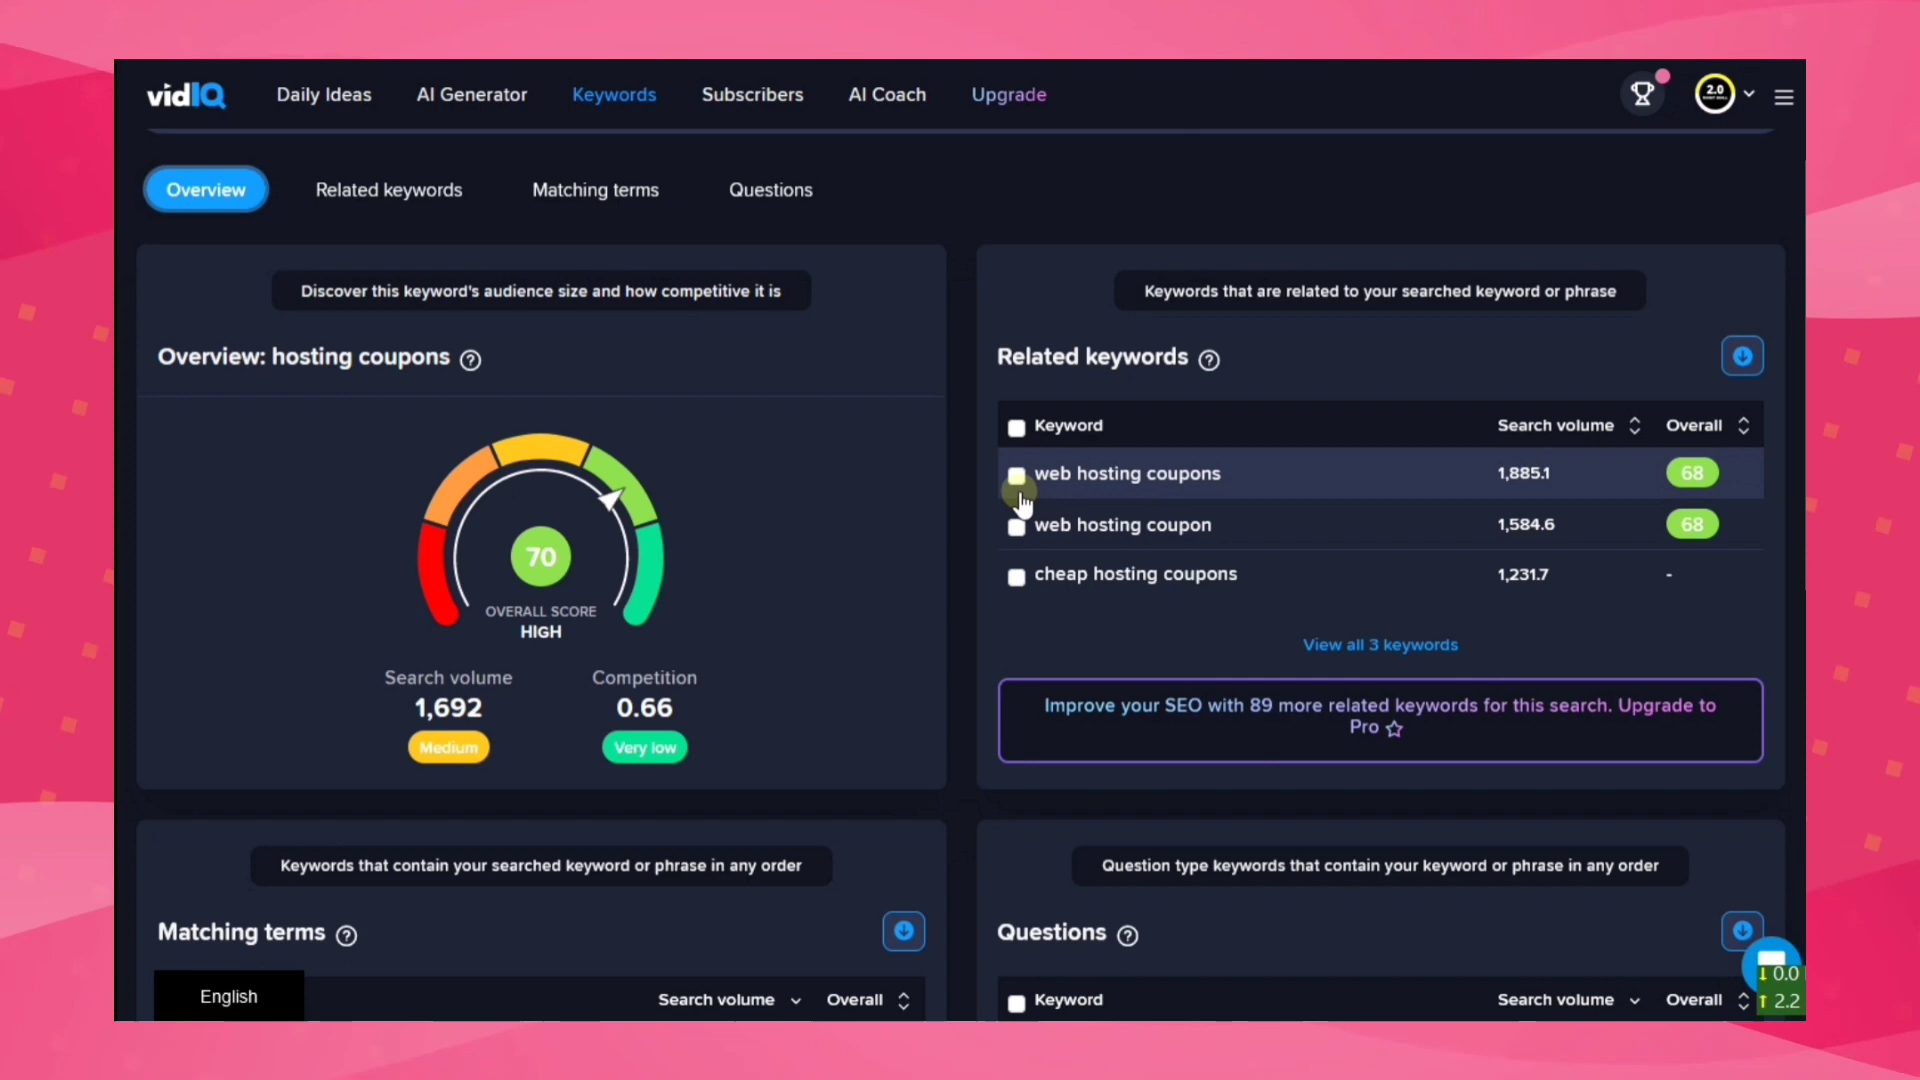 vidIQ
Daily Ideas
AI Generator
Keywords
Subscribers
AI Coach
Upgrade
2.0
Overview
Related keywords
Matching terms
Questions
Discover this keyword's audience size and how competitive it is
Overview: hosting coupons ?
70
OVERALL SCORE
HIGH
Search volume
1,692
Medium
Competition
0.66
Very low
Keywords that are related to your searched keyword or phrase
Related keywords ?
Keyword Search volume Overall
web hosting coupons 1,885.1 68
web hosting coupon 1,584.6 68
cheap hosting coupons 1,231.7 -
View all 3 keywords
Improve your SEO with 89 more related keywords for this search. Upgrade to
Pro
Keywords that contain your searched keyword or phrase in any order
Matching terms ?
English
Search volume Overall
Question type keywords that contain your keyword or phrase in any order
Questions ?
Keyword Search volume Overall
↓ 0.0
↑ 2.2